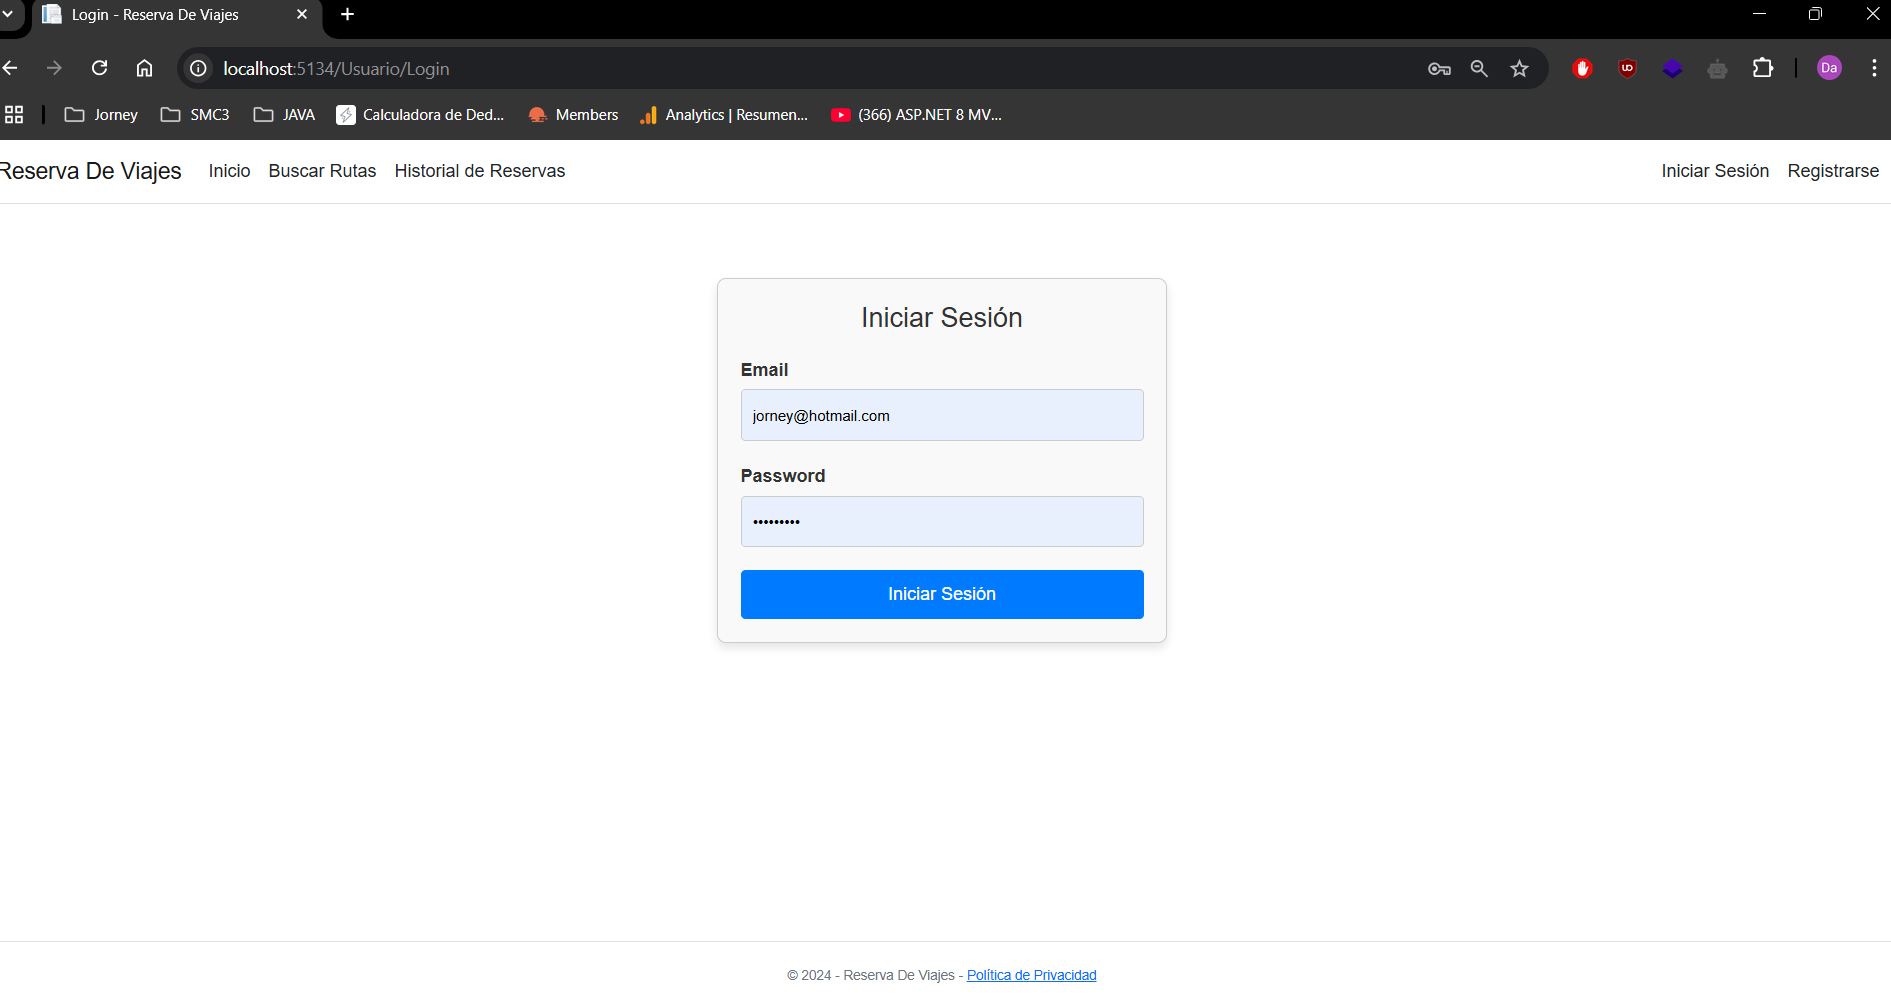 Login - Reserva De Viajes
localhost:5134/Usuario/Login
Da
Jorney SMC3 JAVA Calculadora de Ded... Members Analytics | Resumen... (366) ASP.NET 8 MV...
Reserva De Viajes Inicio Buscar Rutas Historial de Reservas Iniciar Sesión Registrarse
Iniciar Sesión
Email
jorney@hotmail.com
Password
•••••••••
Iniciar Sesión
© 2024 - Reserva De Viajes - Política de Privacidad